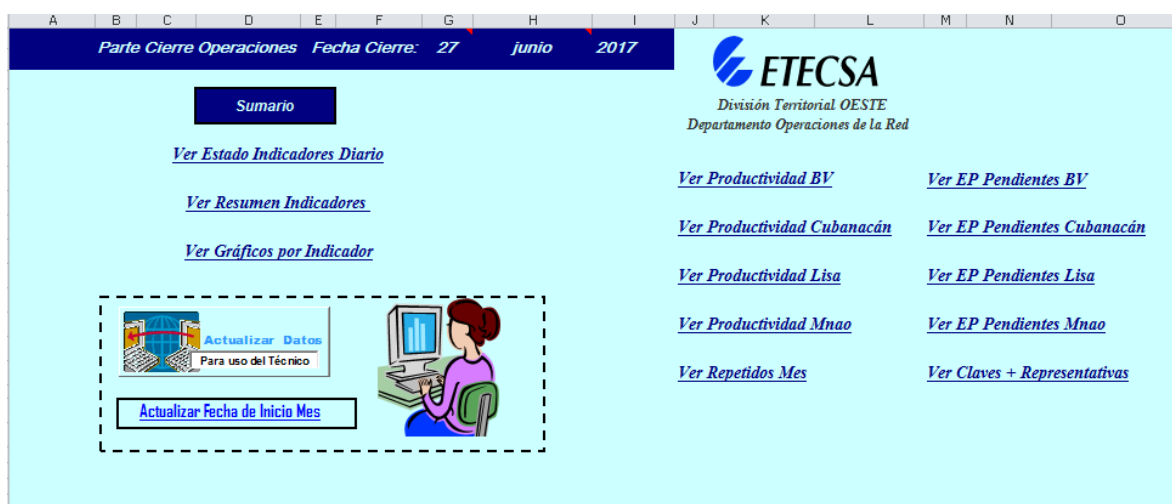 A B C D E F G H I J K L M N O
Parte Cierre Operaciones Fecha Cierre: 27 junio 2017
ETECSA
División Territorial OESTE
Departamento Operaciones de la Red
Sumario
Ver Estado Indicadores Diario
Ver Resumen Indicadores
Ver Gráficos por Indicador
Actualizar Datos
Para uso del Técnico
Actualizar Fecha de Inicio Mes
Ver Productividad BV
Ver Productividad Cubanacán
Ver Productividad Lisa
Ver Productividad Mnao
Ver Repetidos Mes
Ver EP Pendientes BV
Ver EP Pendientes Cubanacán
Ver EP Pendientes Lisa
Ver EP Pendientes Mnao
Ver Claves + Representativas